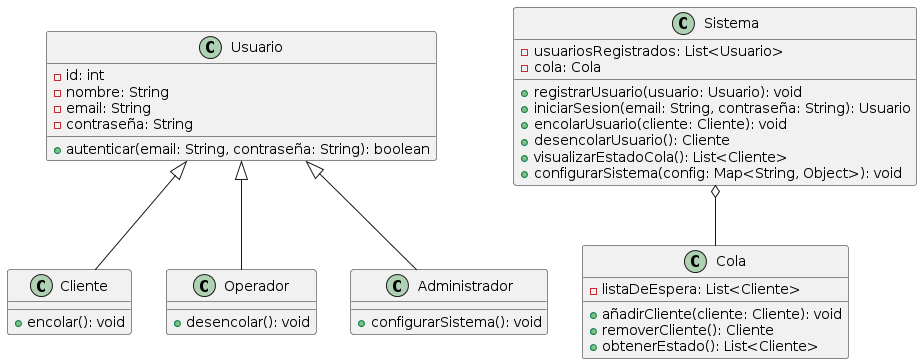 Usuario
id: int
nombre: String
email: String
contraseña: String
autenticar(email: String, contraseña: String): boolean
Sistema
usuariosRegistrados: List<Usuario>
cola: Cola
registrarUsuario(usuario: Usuario): void
iniciarSesion(email: String, contraseña: String): Usuario
encolarUsuario(cliente: Cliente): void
desencolarUsuario(): Cliente
visualizarEstadoCola(): List<Cliente>
configurarSistema(config: Map<String, Object>): void
C Cliente
encolar(): void
C Operador
desencolar(): void
C Administrador
configurarSistema(): void
C Cola
listaDeEspera: List<Cliente>
añadirCliente(cliente: Cliente): void
removerCliente(): Cliente
obtenerEstado(): List<Cliente>